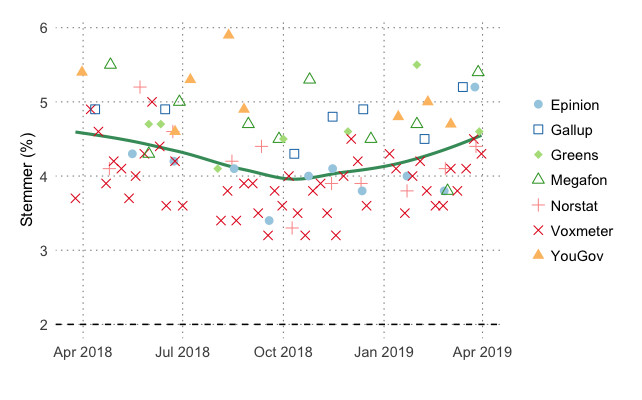 6
5
4
3
2
Stemmer (%)
Apr 2018
Jul 2018
Oct 2018
Jan 2019
Apr 2019
Epinion
Gallup
Greens
Megafon
Norstat
Voxmeter
YouGov